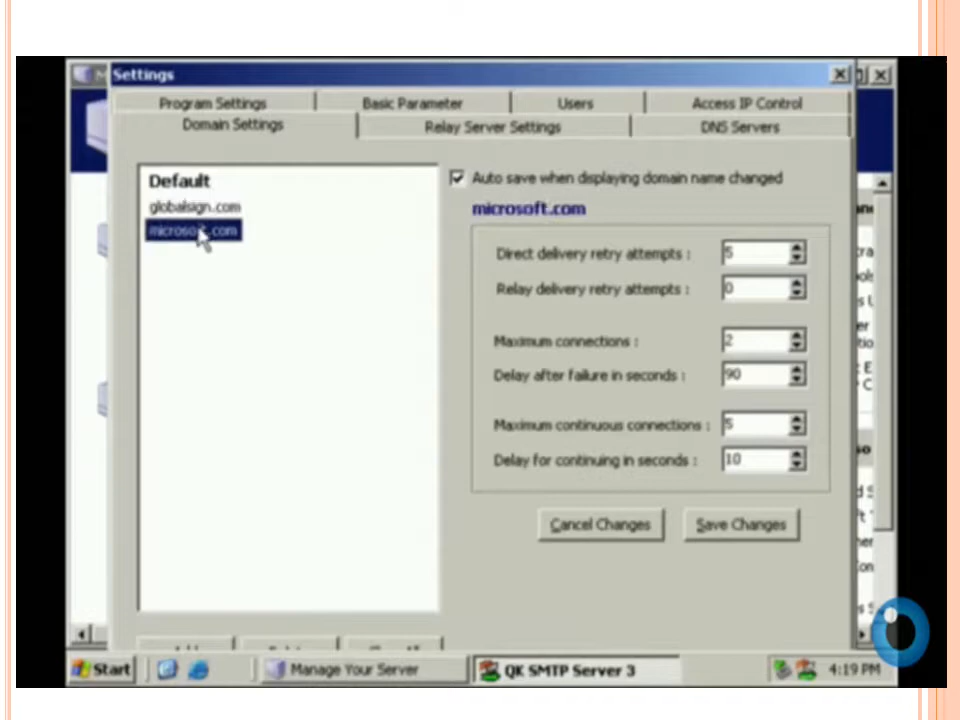 Settings
Program Settings
Basic Parameter
Users
Access IP Control
Domain Settings
Relay Server Settings
DNS Servers
Default
globalsign.com
microsoft.com
Auto save when displaying domain name changed
microsoft.com
Direct delivery retry attempts : 5
Relay delivery retry attempts : 0
Maximum connections : 2
Delay after failure in seconds : 90
Maximum continuous connections : 5
Delay for continuing in seconds : 10
Cancel Changes
Save Changes
Start
Manage Your Server
QK SMTP Server 3
4:19 PM